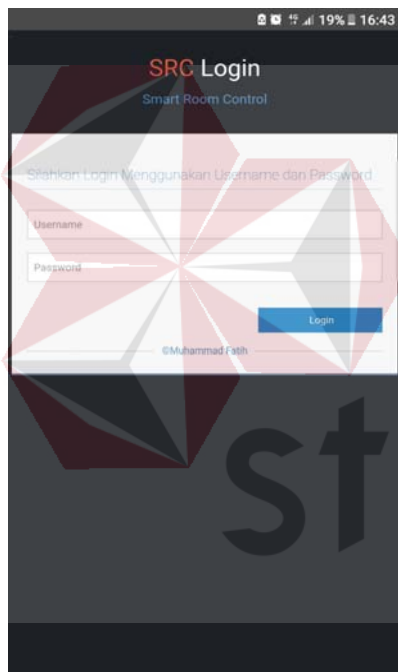 19% 16:43
SRC Login
Smart Room Control
Silahkan Login Menggunakan Username dan Password
Username
Password
Login
©Muhammad Fatih
st